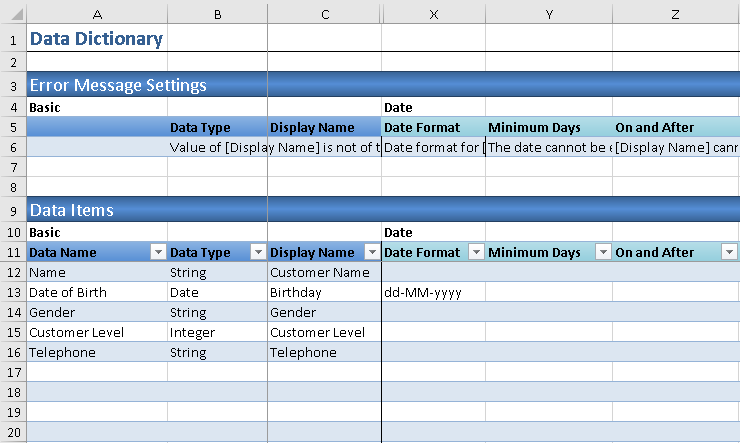 A B C X Y Z
1 Data Dictionary
2
3 Error Message Settings
4 Basic Date
5 Data Type Display Name Date Format Minimum Days On and After
6 Value of [Display Name] is not of t Date format for [ The date cannot be [Display Name] cann
7
8
9 Data Items
10 Basic Date
11 Data Name Data Type Display Name Date Format Minimum Days On and After
12 Name String Customer Name
13 Date of Birth Date Birthday dd-MM-yyyy
14 Gender String Gender
15 Customer Level Integer Customer Level
16 Telephone String Telephone
17
18
19
20